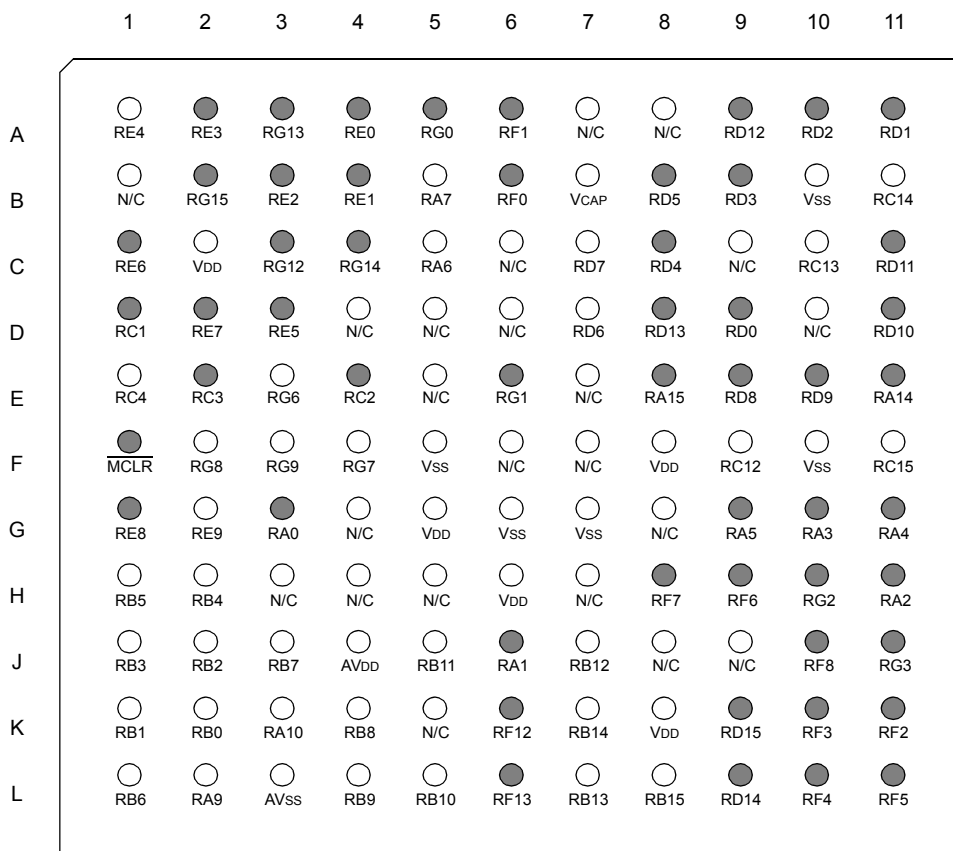 1 2 3 4 5 6 7 8 9 10 11
A RE4 RE3 RG13 RE0 RG0 RF1 N/C N/C RD12 RD2 RD1
B N/C RG15 RE2 RE1 RA7 RF0 VCAP RD5 RD3 VSS RC14
C RE6 VDD RG12 RG14 RA6 N/C RD7 RD4 N/C RC13 RD11
D RC1 RE7 RE5 N/C N/C N/C RD6 RD13 RD0 N/C RD10
E RC4 RC3 RG6 RC2 N/C RG1 N/C RA15 RD8 RD9 RA14
F MCLR RG8 RG9 RG7 VSS N/C N/C VDD RC12 VSS RC15
G RE8 RE9 RA0 N/C VDD VSS VSS N/C RA5 RA3 RA4
H RB5 RB4 N/C N/C N/C VDD N/C RF7 RF6 RG2 RA2
J RB3 RB2 RB7 AVDD RB11 RA1 RB12 N/C N/C RF8 RG3
K RB1 RB0 RA10 RB8 N/C RF12 RB14 VDD RD15 RF3 RF2
L RB6 RA9 AVSS RB9 RB10 RF13 RB13 RB15 RD14 RF4 RF5